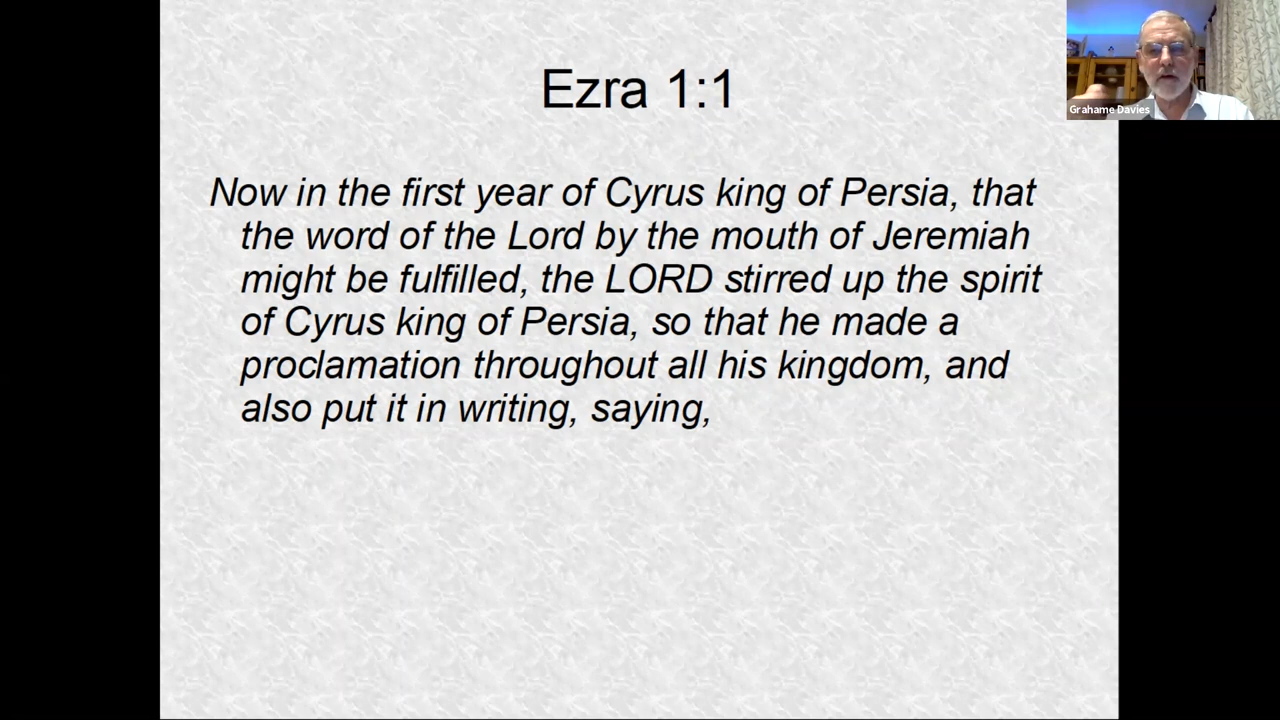 Ezra 1:1
Now in the first year of Cyrus king of Persia, that
the word of the Lord by the mouth of Jeremiah
might be fulfilled, the LORD stirred up the spirit
of Cyrus king of Persia, so that he made a
proclamation throughout all his kingdom, and
also put it in writing, saying,
Grahame Davies